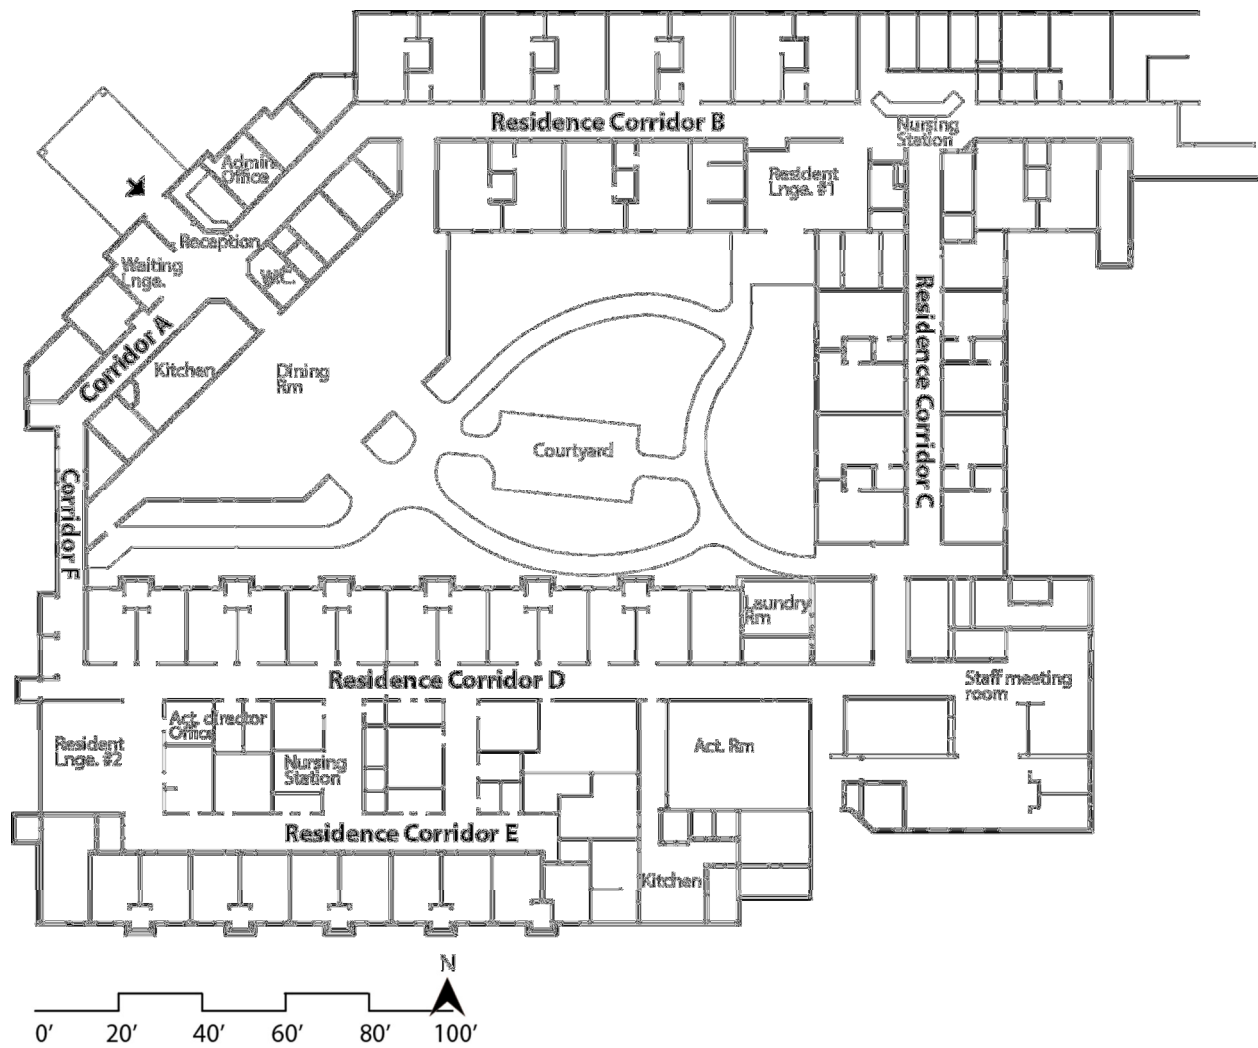 Residence Corridor B
Nursing
Station
Admin
Office
Resident
Lnge. #1
Reception
Waiting
Lnge.
W.C.
Corridor A
Kitchen
Dining
Rm
Residence Corridor C
Courtyard
Corridor F
Laundry
Rm
Residence Corridor D
Staff meeting
room
Act. director
Office
Resident
Lnge. #2
Nursing
Station
Act. Rm
Residence Corridor E
Kitchen
N
0’ 20’ 40’ 60’ 80’ 100’